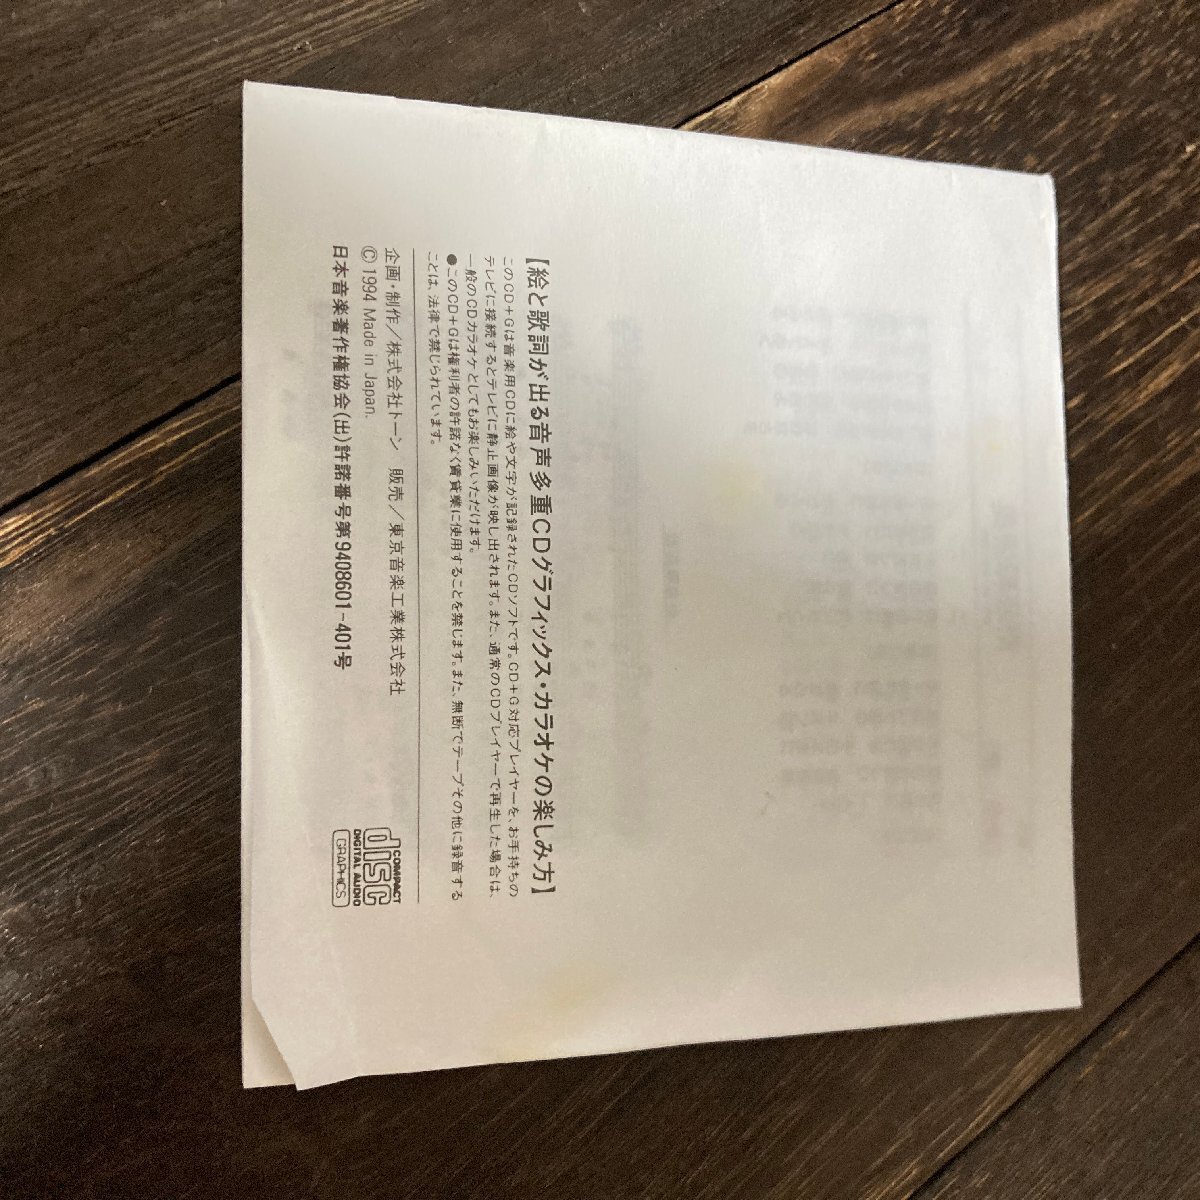 【絵と歌詞が出る音声多重CDグラフィックス・カラオケの楽しみ方】
このCD+Gは音楽用CDに絵や文字が記録されたCDソフトです。CD+G対応プレイヤーを、お手持ちの
テレビに接続するとテレビに静止画像が映し出されます。また、通常のCDプレイヤーで再生した場合は、
一般のCDカラオケとしてもお楽しみいただけます。
●このCD+Gは権利者の許諾なく賃貸業に使用することを禁じます。また、無断でテープその他に録音する
ことは、法律で禁じられています。
企画・制作／株式会社トーン 販売／東京音楽工業株式会社
Ⓒ 1994 Made in Japan.
日本音楽著作権協会(出)許諾番号第9408601-401号
COMPACT
disc
DIGITAL AUDIO
GRAPHICS